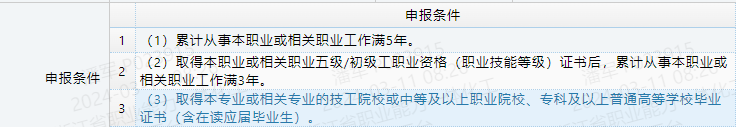 申报条件
1 （1）累计从事本职业或相关职业工作满5年。
申报条件
2 （2）取得本职业或相关职业五级/初级工职业资格（职业技能等级）证书后，累计从事本职业或
相关职业工作满3年。
3 （3）取得本专业或相关专业的技工院校或中等及以上职业院校、专科及以上普通高等学校毕业
证书（含在读应届毕业生）。